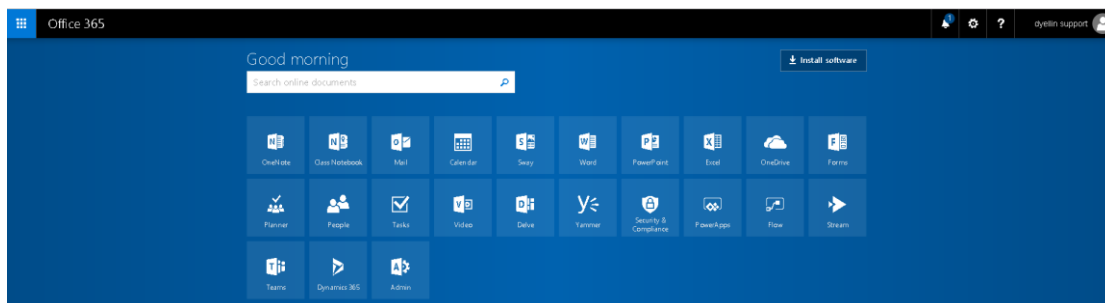 Office 365
1
?
dyellin support
Good morning
Install software
Search online documents
OneNote
Class Notebook
Mail
Calendar
Sway
Word
PowerPoint
Excel
OneDrive
Forms
Planner
People
Tasks
Video
Delve
Yammer
Security &
Compliance
PowerApps
Flow
Stream
Teams
Dynamics 365
Admin